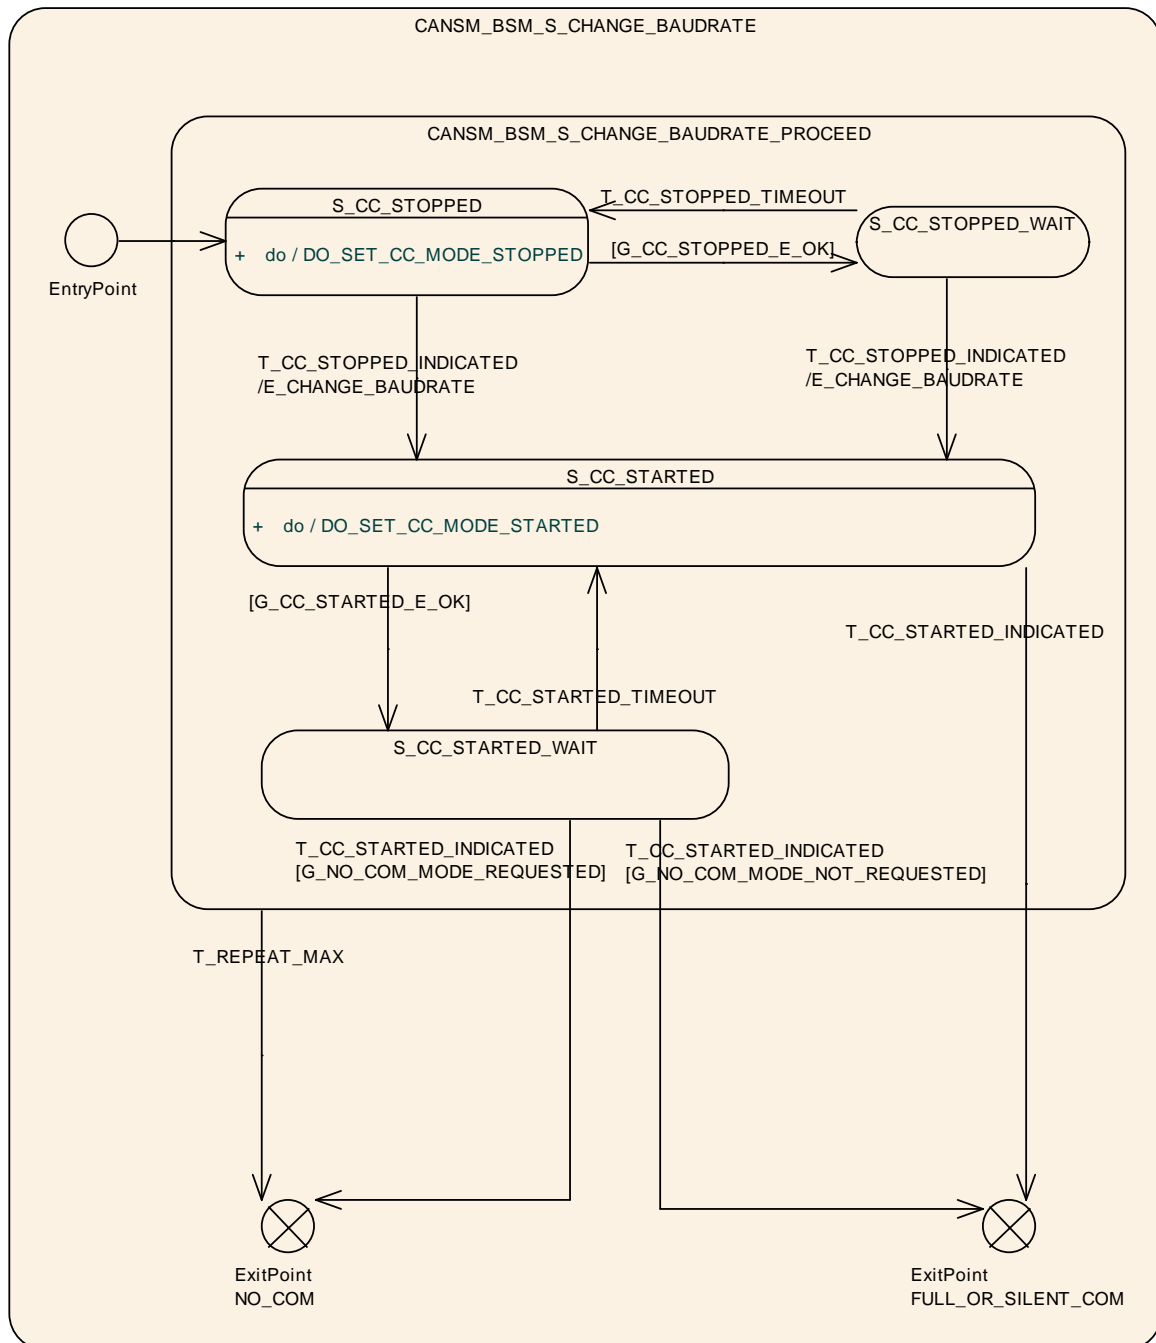 CANSM_BSM_S_CHANGE_BAUDRATE
CANSM_BSM_S_CHANGE_BAUDRATE_PROCEED
S_CC_STOPPED
+ do / DO_SET_CC_MODE_STOPPED
T_CC_STOPPED_TIMEOUT
[G_CC_STOPPED_E_OK]
S_CC_STOPPED_WAIT
EntryPoint
T_CC_STOPPED_INDICATED
/E_CHANGE_BAUDRATE
T_CC_STOPPED_INDICATED
/E_CHANGE_BAUDRATE
S_CC_STARTED
+ do / DO_SET_CC_MODE_STARTED
[G_CC_STARTED_E_OK]
T_CC_STARTED_INDICATED
T_CC_STARTED_TIMEOUT
S_CC_STARTED_WAIT
T_CC_STARTED_INDICATED
[G_NO_COM_MODE_REQUESTED]
T_CC_STARTED_INDICATED
[G_NO_COM_MODE_NOT_REQUESTED]
T_REPEAT_MAX
ExitPoint
NO_COM
ExitPoint
FULL_OR_SILENT_COM